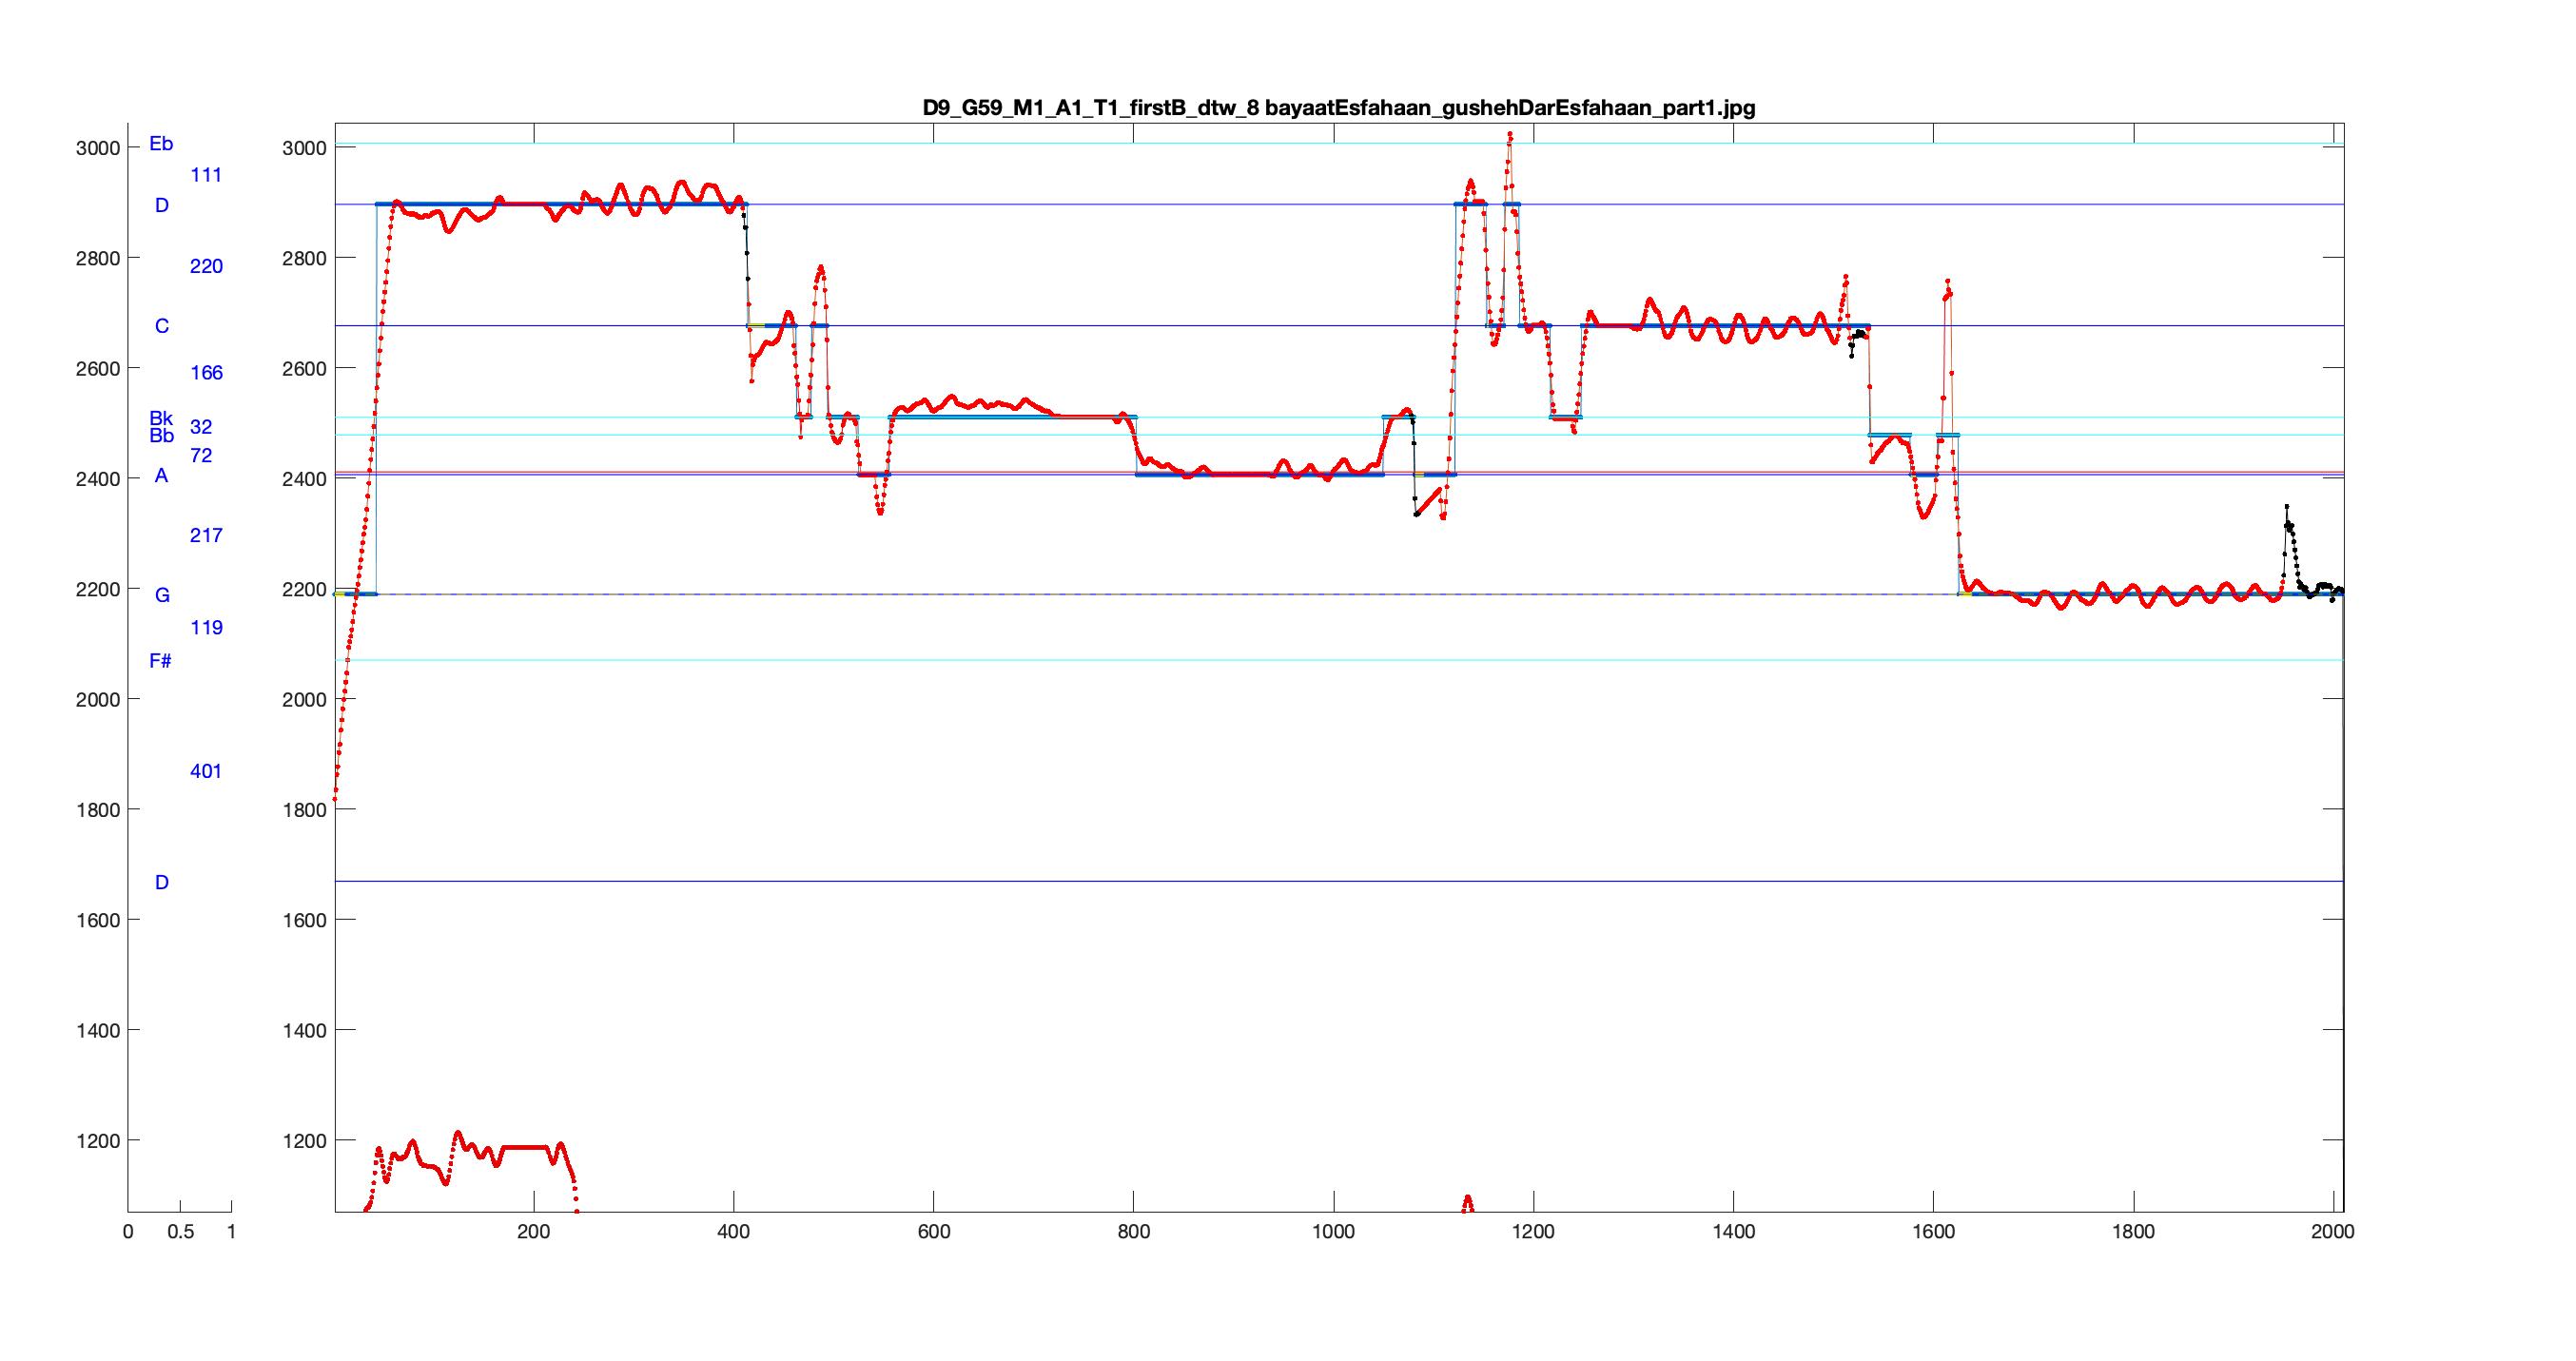 D9_G59_M1_A1_T1_firstB_dtw_8 bayaatEsfahaan_gushehDarEsfahaan_part1.jpg
3000 Eb 3000
111
D
2800 220 2800
C
2600 166 2600
Bk
32
Bb
72
2400 A 2400
217
2200 G 2200
119
F#
2000 2000
401
1800 1800
D
1600 1600
1400 1400
1200 1200
0 0.5 1 200 400 600 800 1000 1200 1400 1600 1800 2000